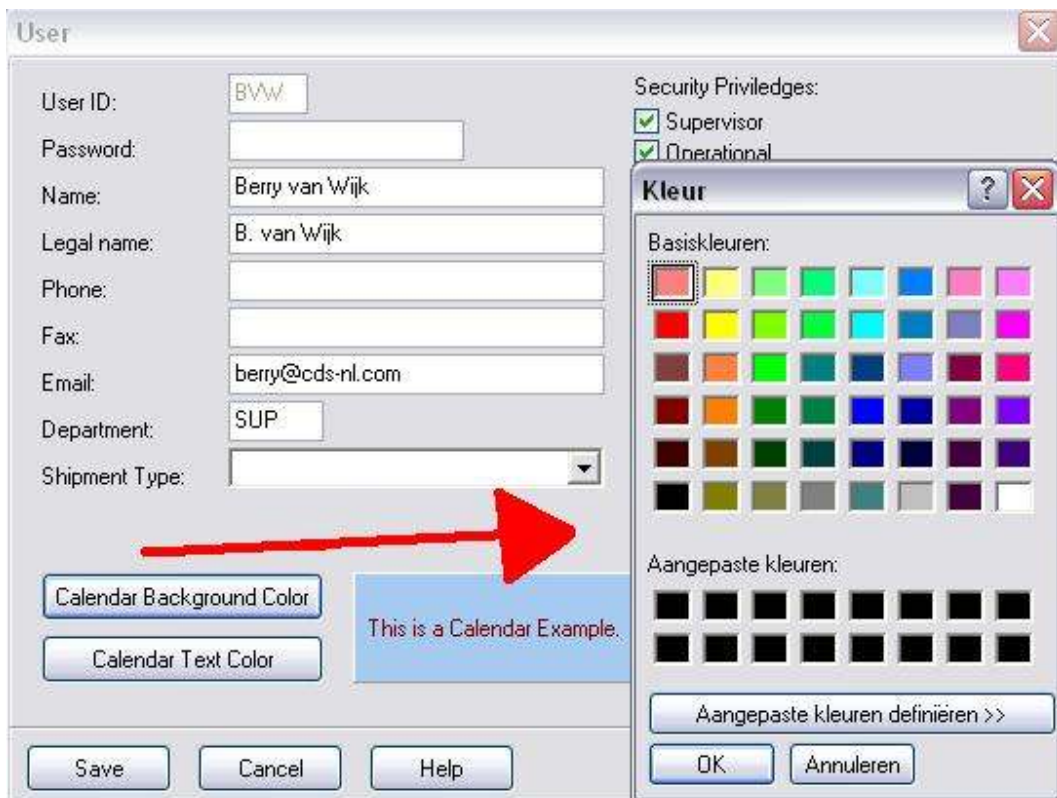 User
User ID: BVW
Password:
Name: Berry van Wijk
Legal name: B. van Wijk
Phone:
Fax:
Email: berry@cds-nl.com
Department: SUP
Shipment Type:
Calendar Background Color
Calendar Text Color
This is a Calendar Example.
Save Cancel Help
Security Priviledges:
Supervisor
Operational
Kleur
Basiskleuren:
Aangepaste kleuren:
Aangepaste kleuren definiëren >>
OK Annuleren